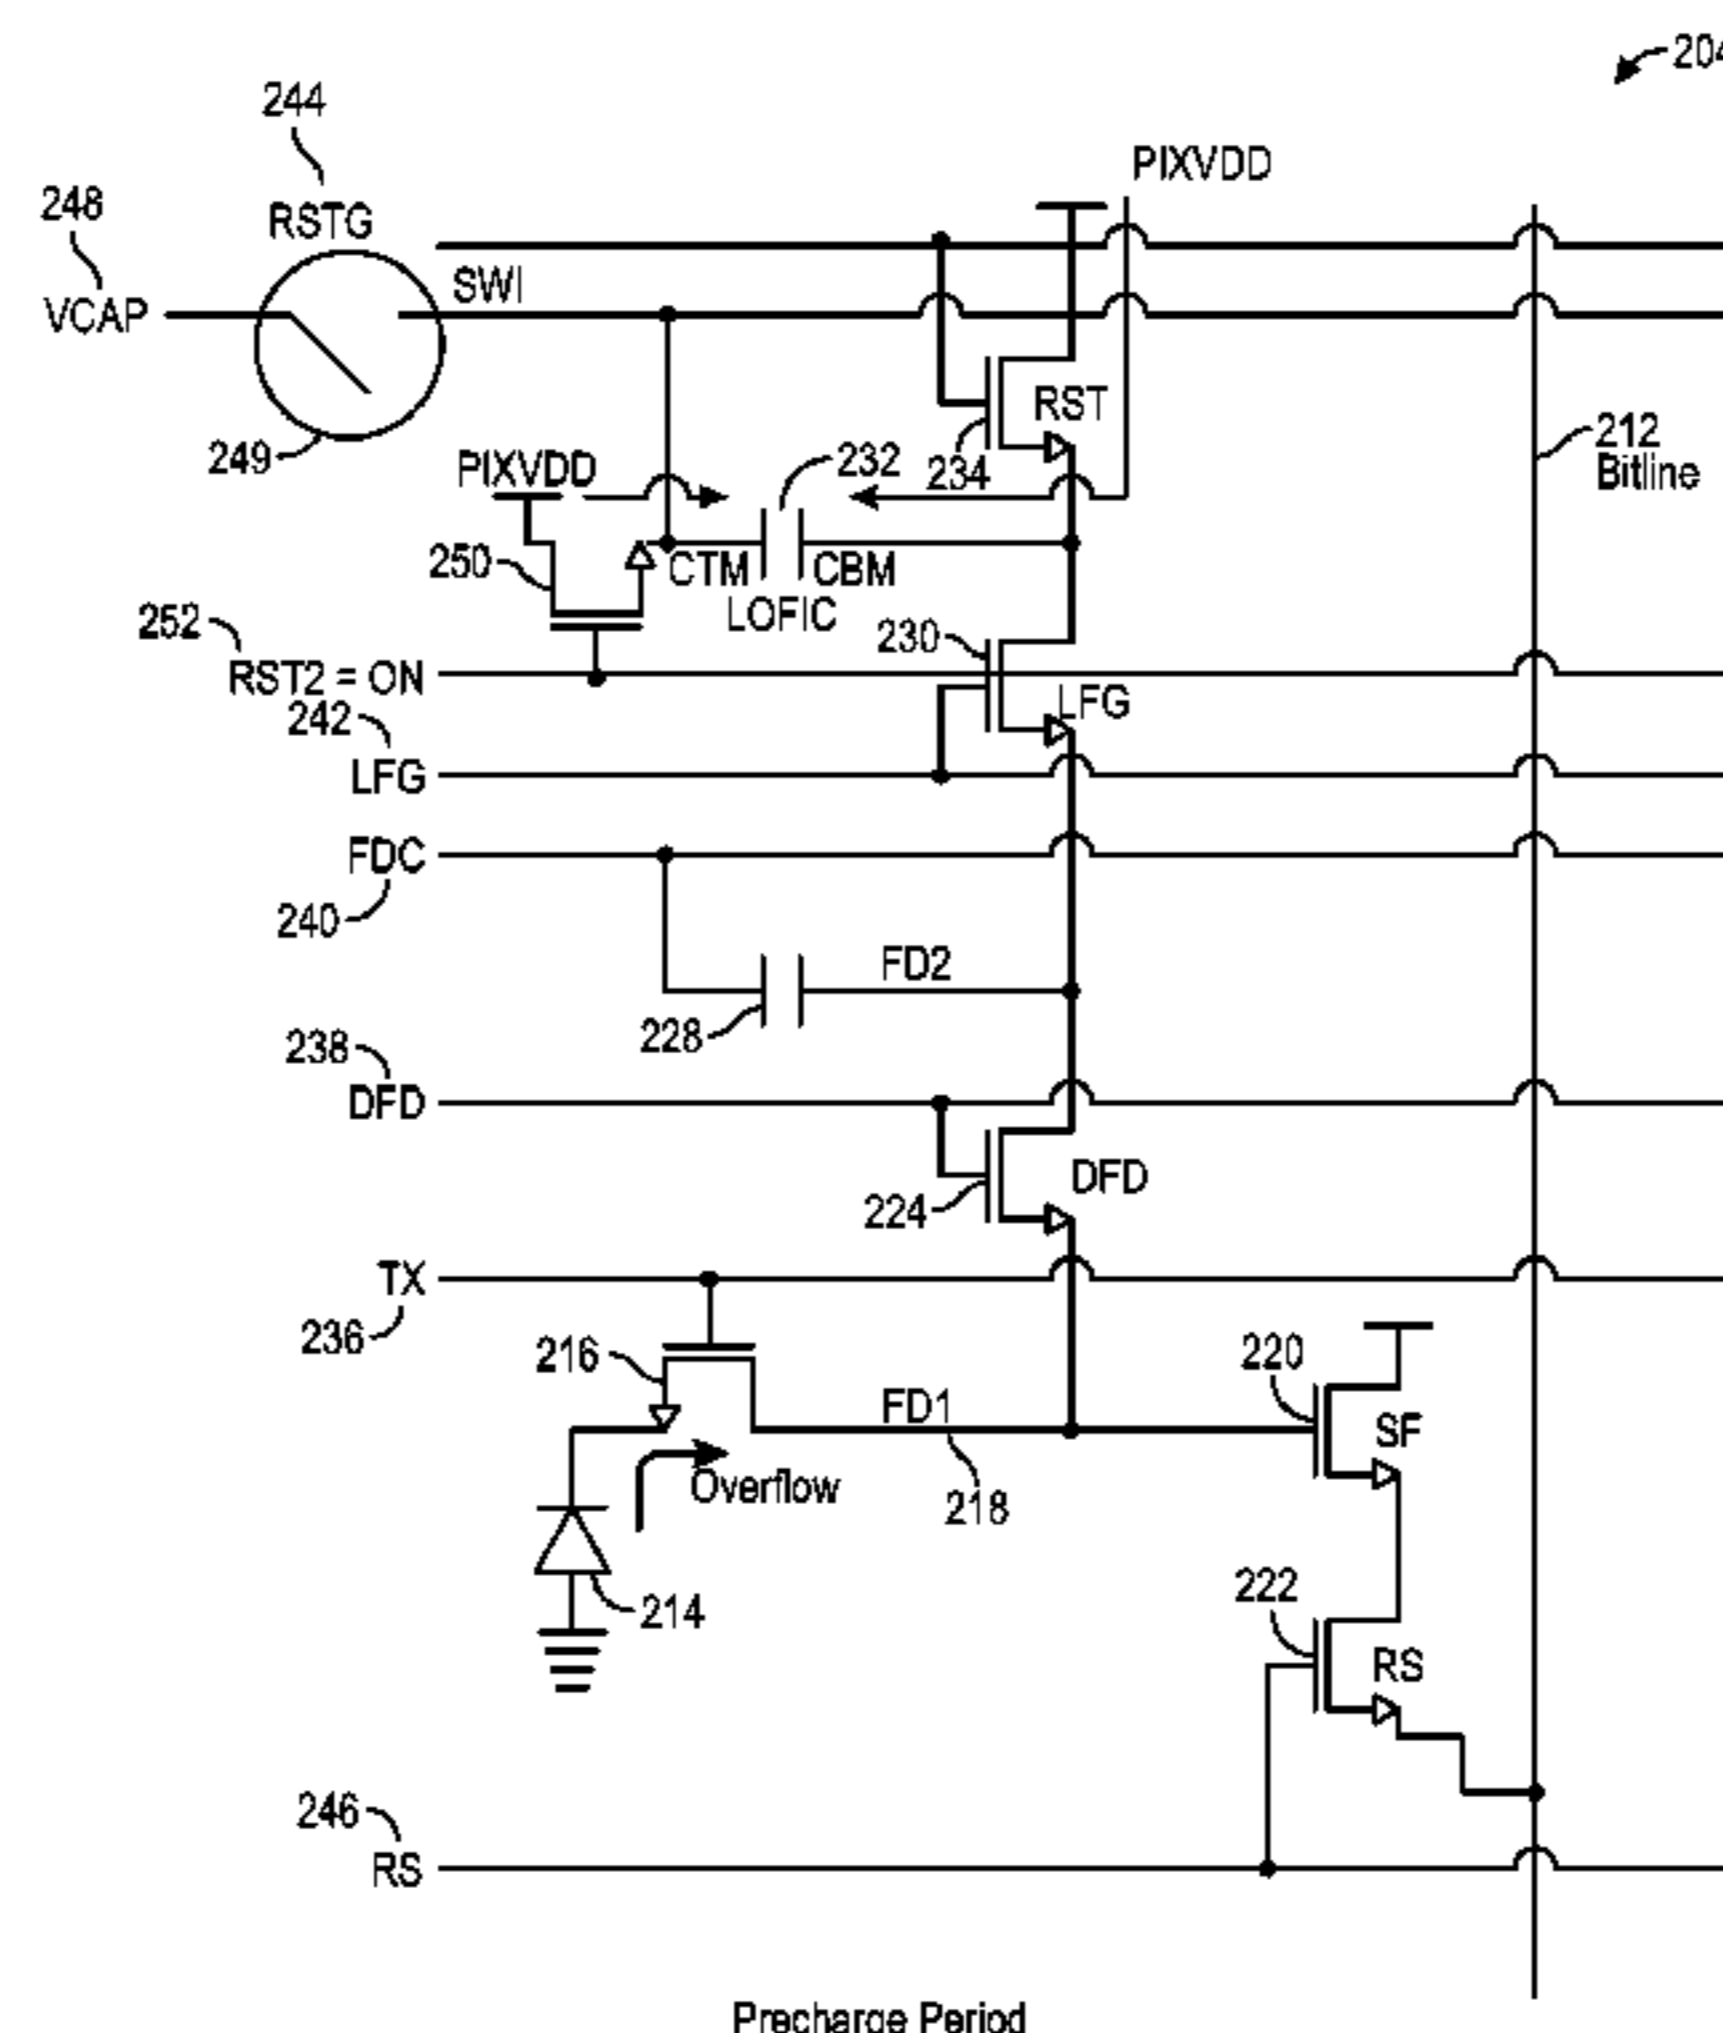 204
244
PIXVDD
248
RSTG
SWI
VCAP
RST
212
Bitline
249
PIXVDD
232
234
250
CTM
CBM
LOFIC
252
230
RST2 = ON
242
LFG
LFG
FDC
240
FD2
228
238
DFD
DFD
224
TX
236
216
220
FD1
SF
Overflow
218
222
214
RS
246
RS
Precharge Period